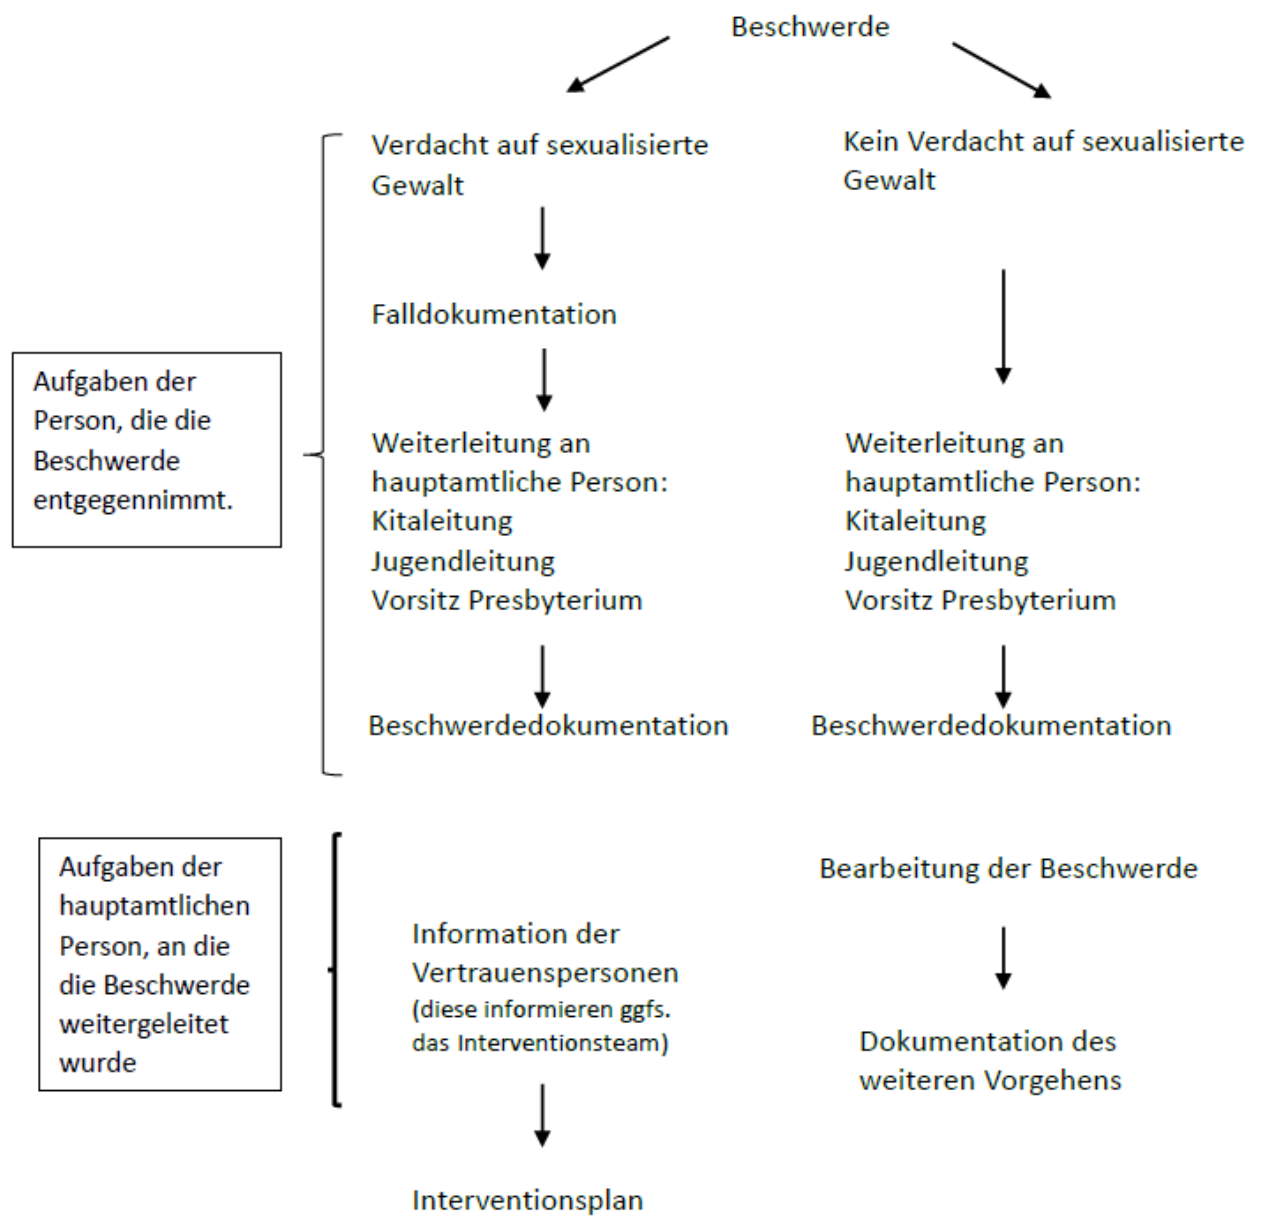 Beschwerde
Verdacht auf sexualisierte
Gewalt
Kein Verdacht auf sexualisierte
Gewalt
Falldokumentation
Aufgaben der
Person, die die
Beschwerde
entgegennimmt.
Weiterleitung an
hauptamtliche Person:
Kitaleitung
Jugendleitung
Vorsitz Presbyterium
Weiterleitung an
hauptamtliche Person:
Kitaleitung
Jugendleitung
Vorsitz Presbyterium
Beschwerdedokumentation
Beschwerdedokumentation
Aufgaben der
hauptamtlichen
Person, an die
die Beschwerde
weitergeleitet
wurde
Information der
Vertrauenspersonen
(diese informieren ggfs.
das Interventionsteam)
Interventionsplan
Bearbeitung der Beschwerde
Dokumentation des
weiteren Vorgehens